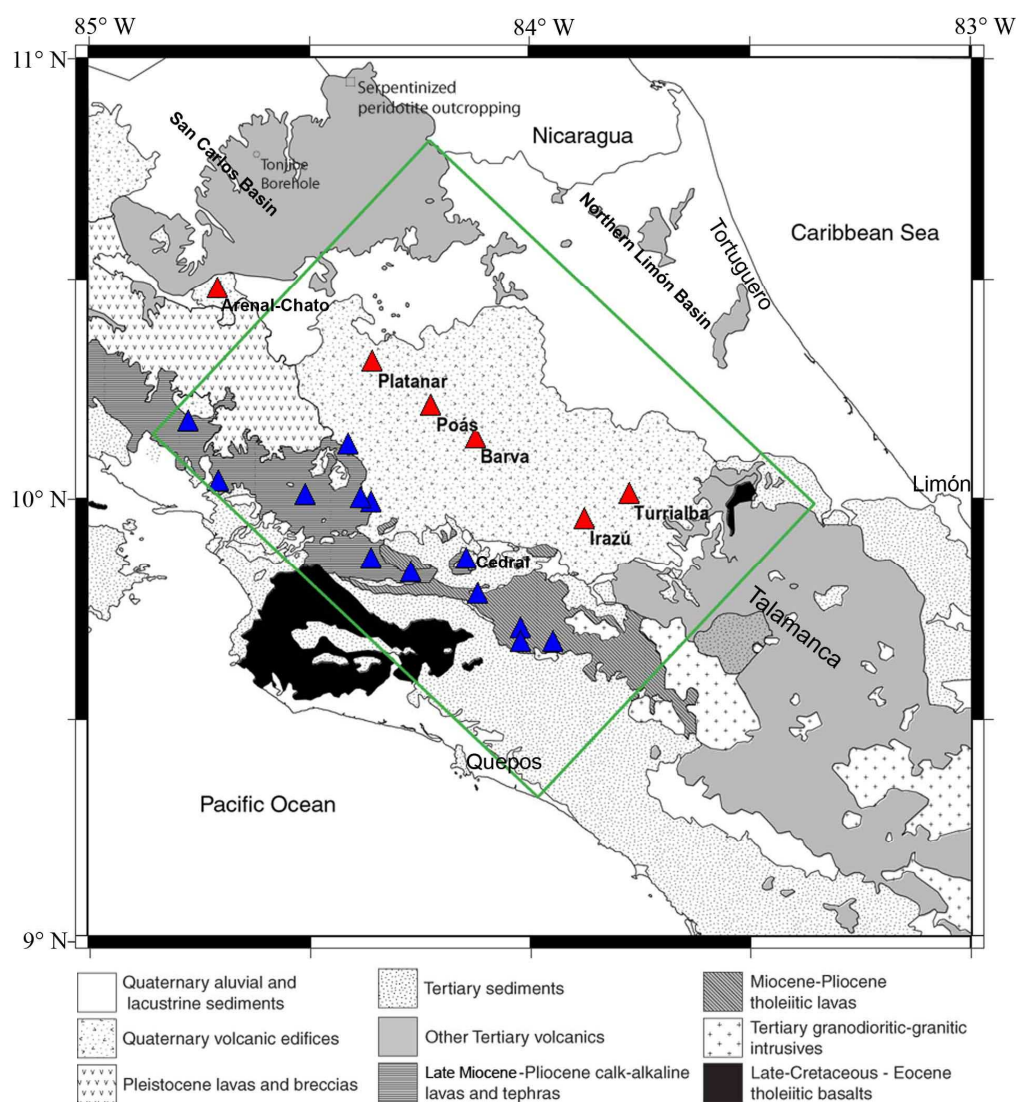 85° W
84° W
83° W
11° N
Serpentinized
peridotite outcropping
San Carlos Basin
Nicaragua
Tonjibe
Borehole
Northern Limón Basin
Tortuguero
Caribbean Sea
Arenal-Chato
Platanar
Poás
Barva
10° N
Limón
Turrialba
Irazú
Cedral
Talamanca
Quepos
Pacific Ocean
9° N
Quaternary aluvial and
lacustrine sediments
Quaternary volcanic edifices
Pleistocene lavas and breccias
Tertiary sediments
Other Tertiary volcanics
Late Miocene-Pliocene calk-alkaline
lavas and tephras
Miocene-Pliocene
tholeiitic lavas
Tertiary granodioritic-granitic
intrusives
Late-Cretaceous - Eocene
tholeiitic basalts